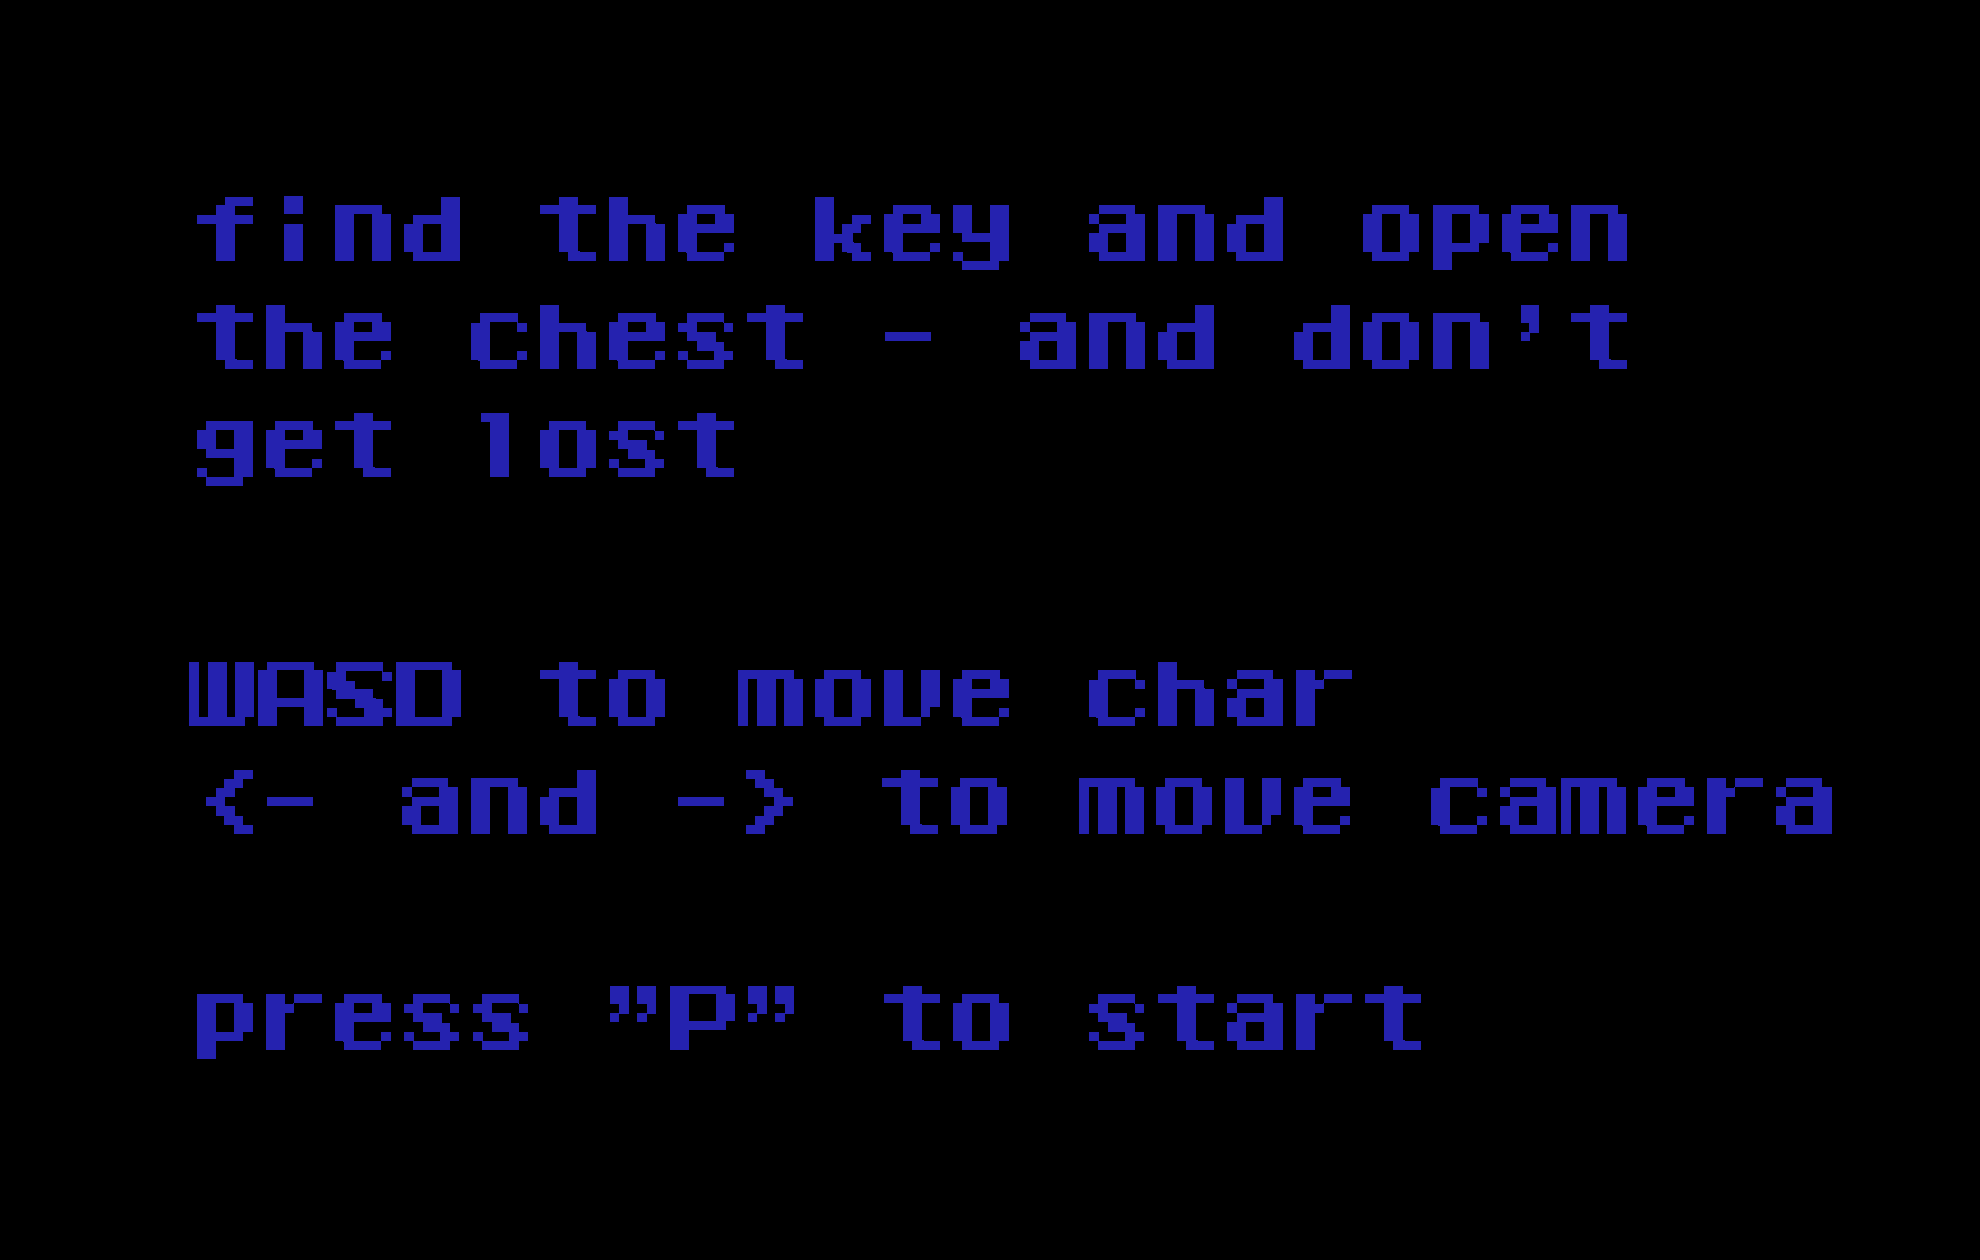 find the key and open
the chest - and don't
get lost
WASD to move char
<- and -> to move camera
press "P" to start